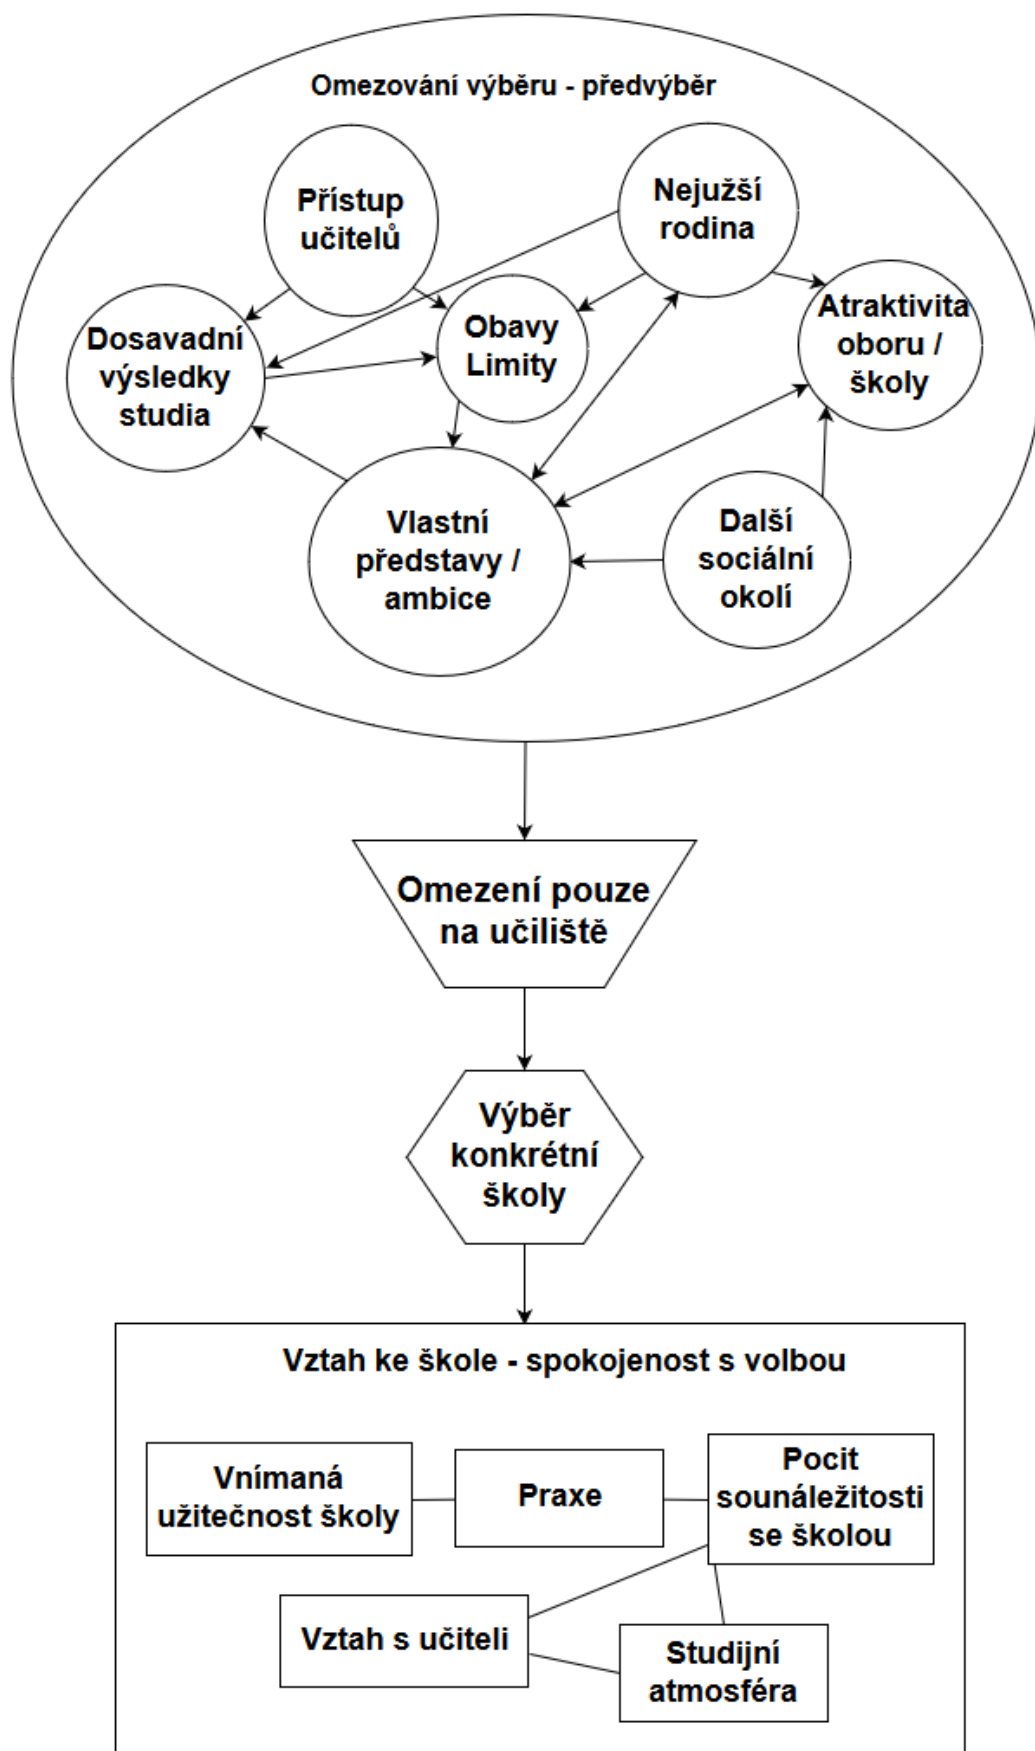 Omezování výběru - předvýběr
Přístup
učitelů
Nejužší
rodina
Dosavadní
výsledky
studia
Obavy
Limity
Atraktivita
oboru /
školy
Vlastní
představy /
ambice
Další
sociální
okolí
Omezení pouze
na učiliště
Výběr
konkrétní
školy
Vztah ke škole - spokojenost s volbou
Vnímaná
užitečnost školy
Praxe
Pocit
sounáležitosti
se školou
Vztah s učiteli
Studijní
atmosféra